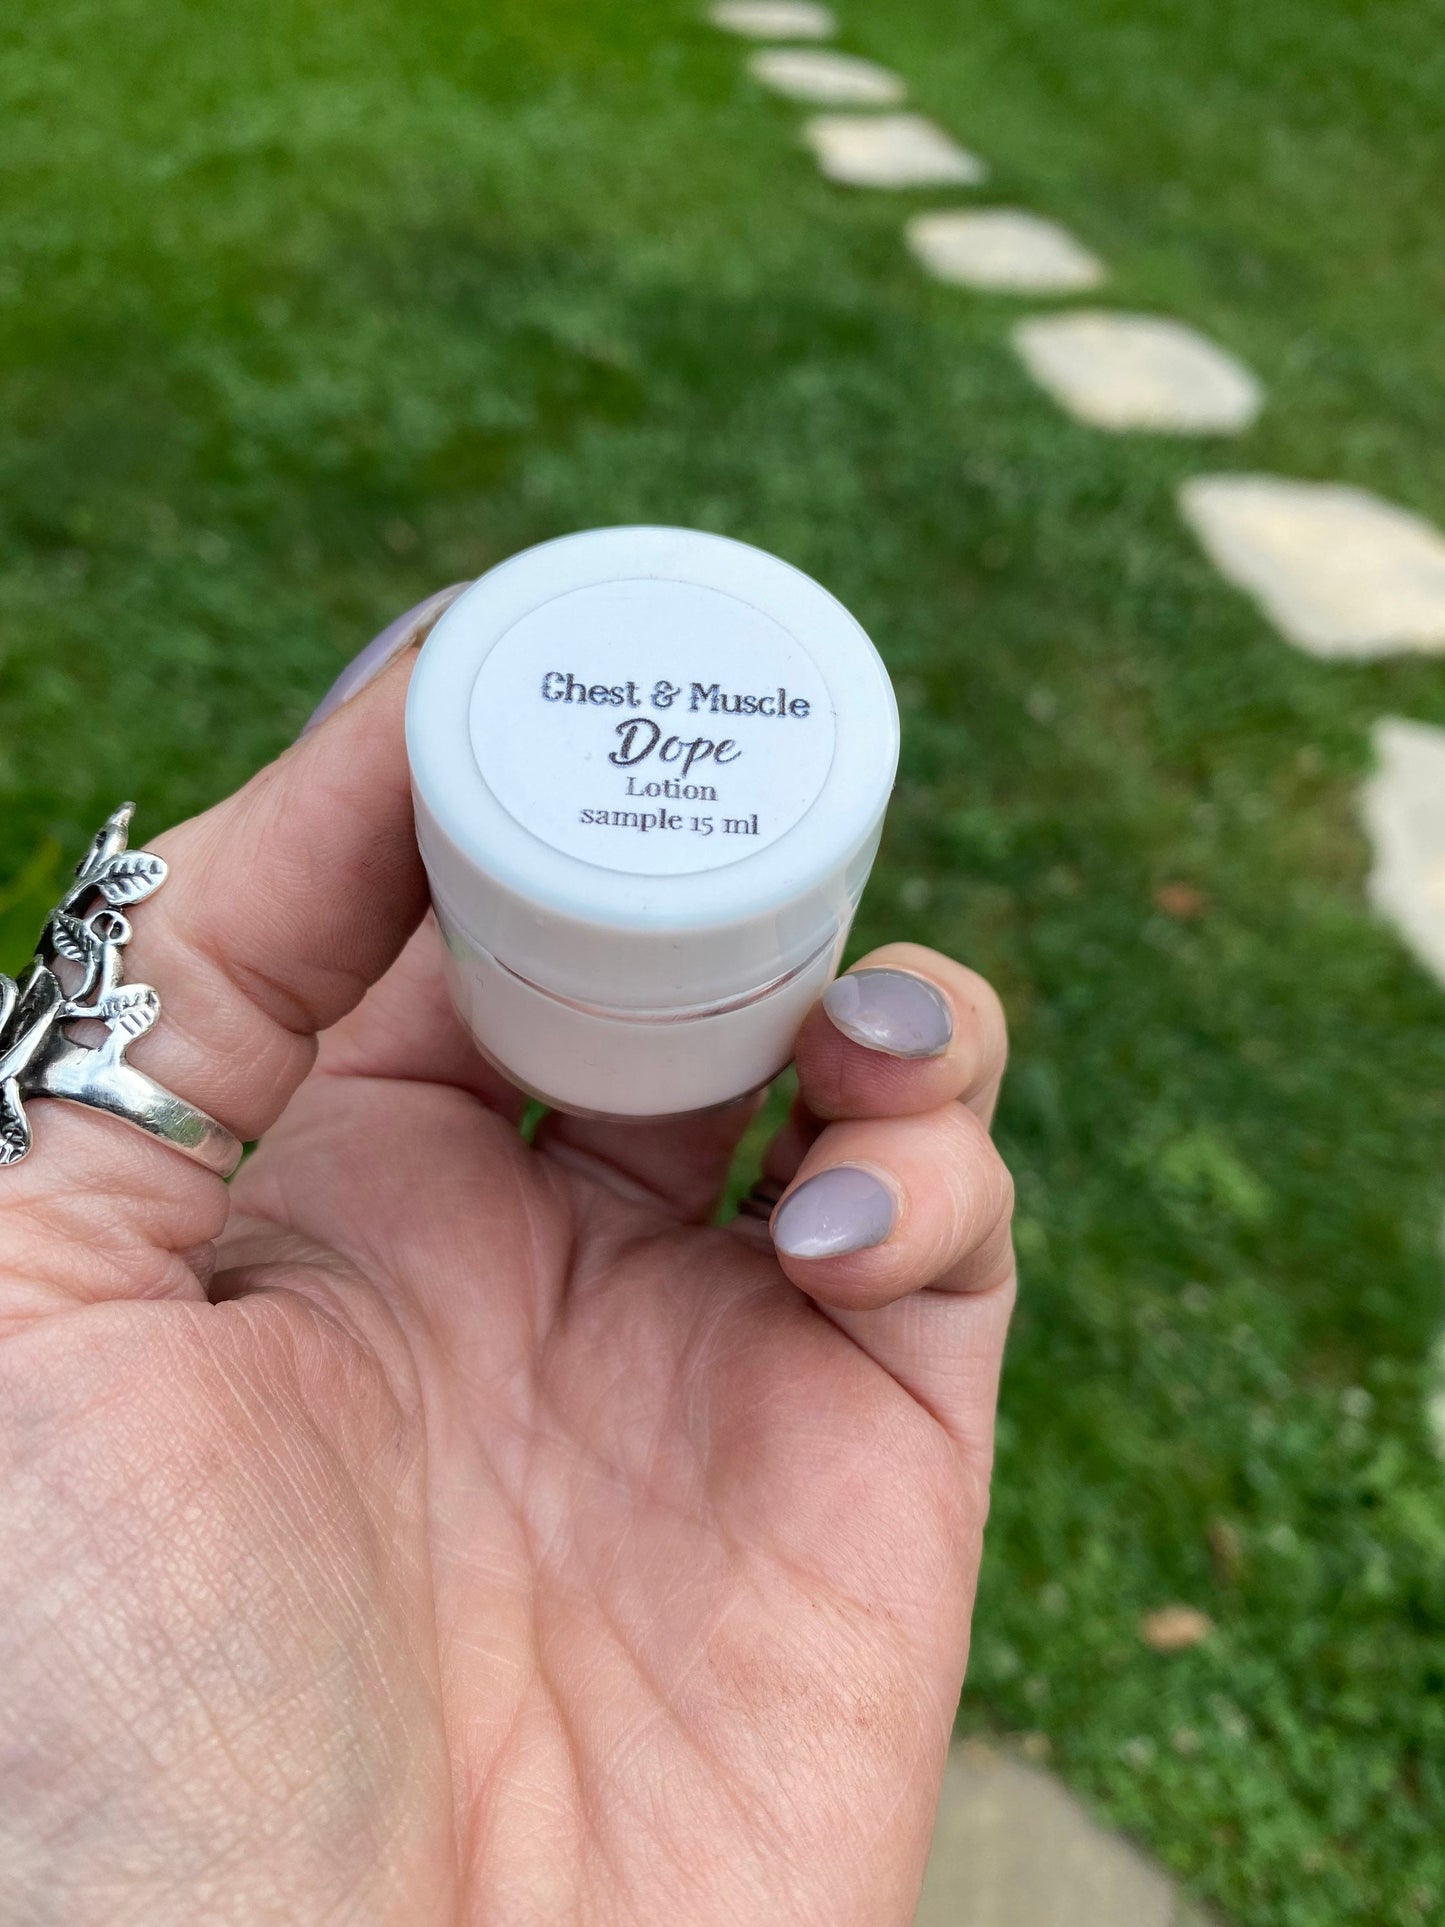 Chest & Muscle
Dope
Lotion
sample 15 ml